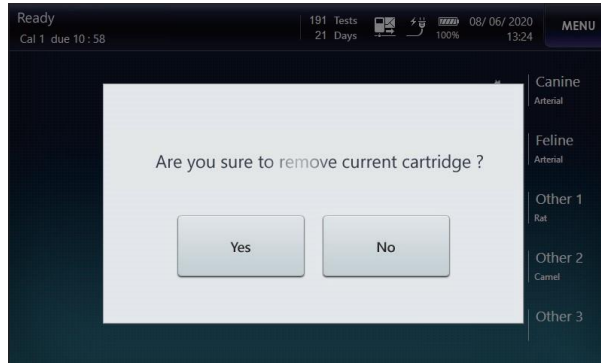 Ready
Cal 1 due 10:58
191 Tests
21 Days
100%
08/06/2020
13:24
MENU
Canine
Arterial
Feline
Arterial
Other 1
Rat
Other 2
Camel
Other 3
Are you sure to remove current cartridge ?
Yes
No